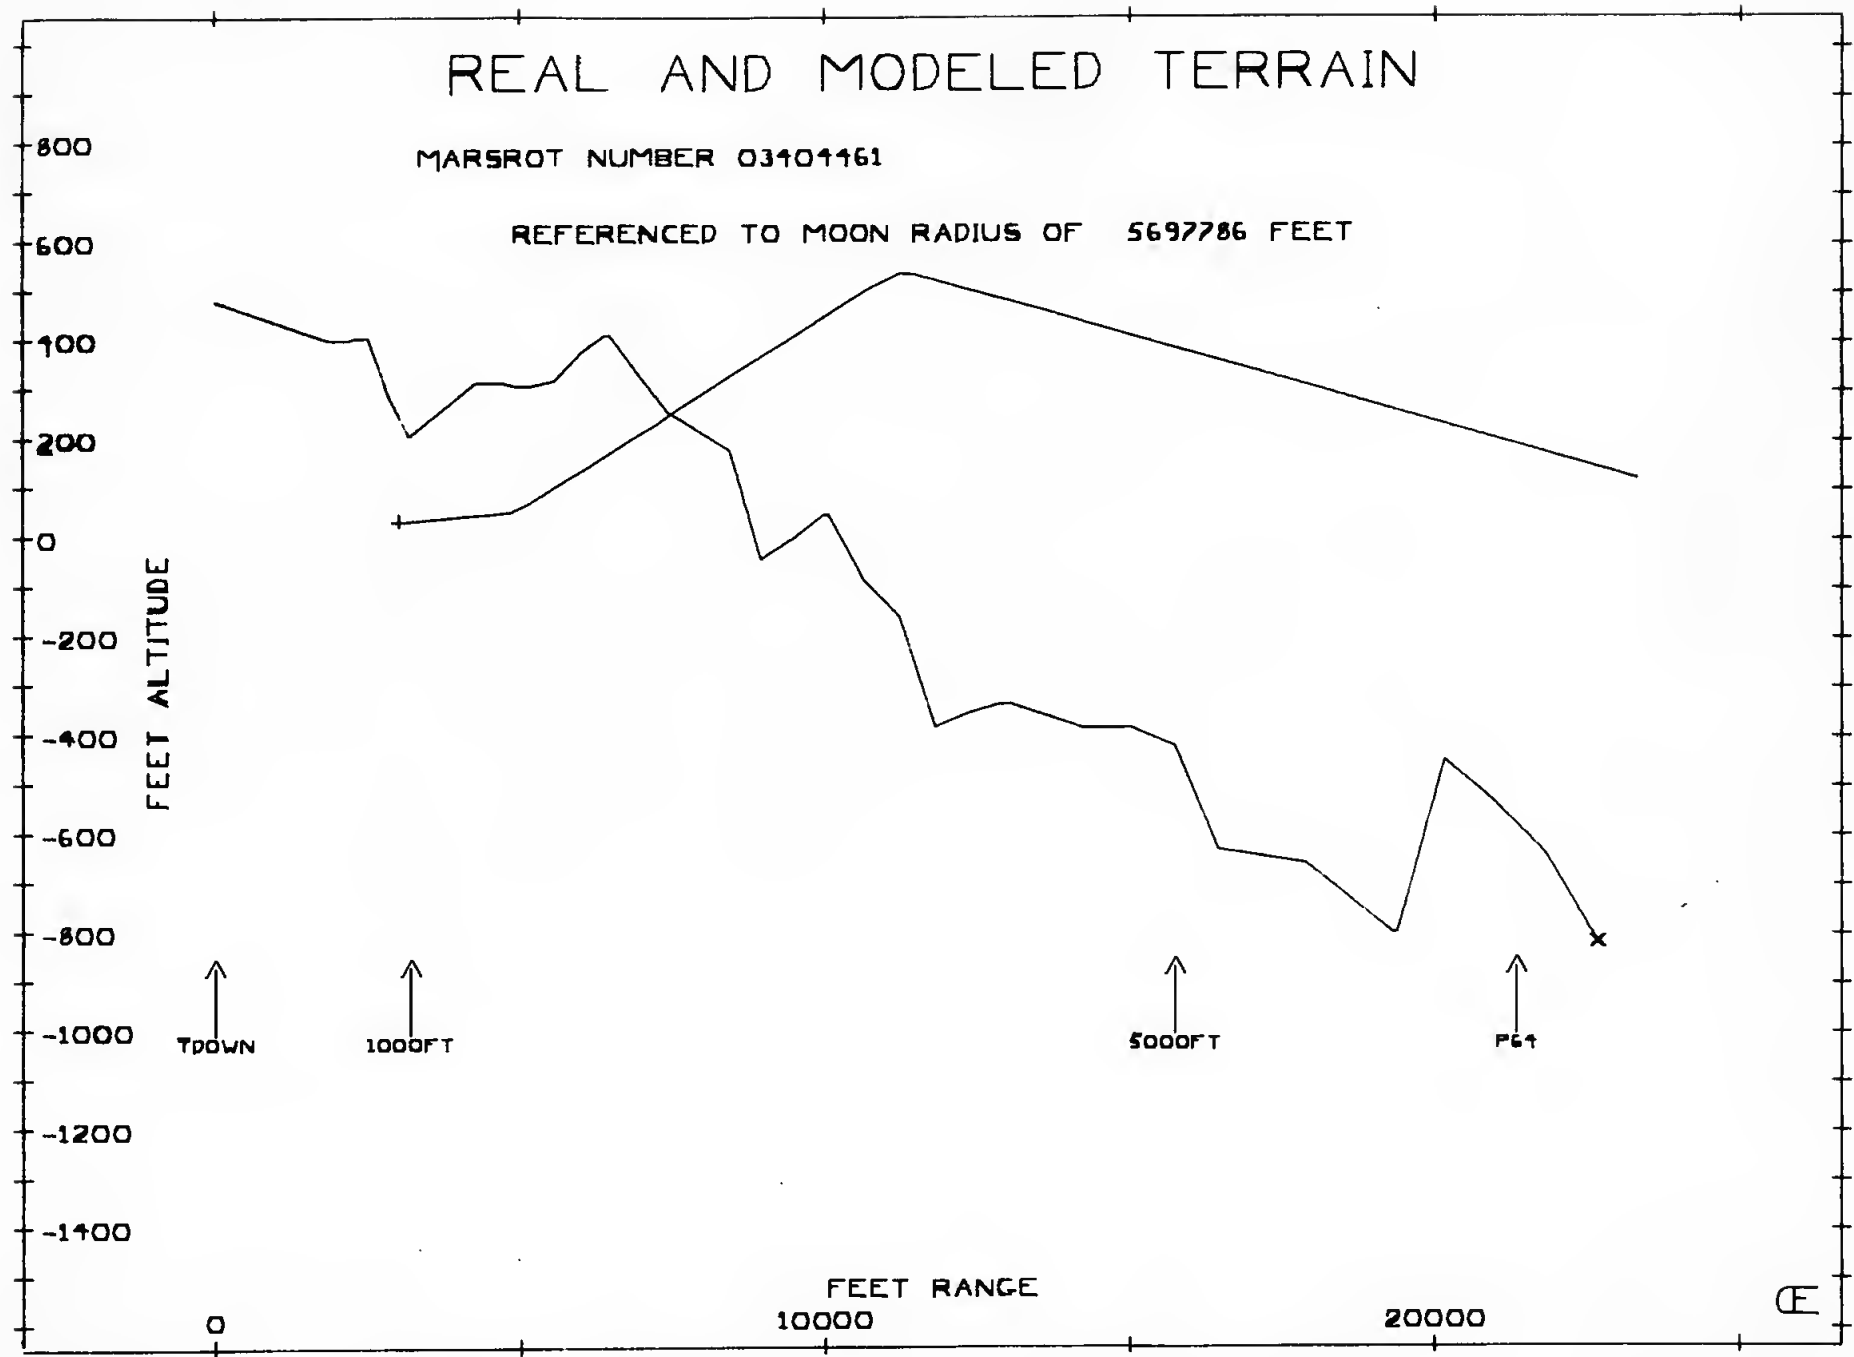 REAL AND MODELED TERRAIN
MARSROT NUMBER 03404461
REFERENCED TO MOON RADIUS OF 5697786 FEET
800
600
400
200
0
-200
-400
-600
-800
-1000
-1200
-1400
FEET ALTITUDE
TDOWN
1000FT
5000FT
P64
FEET RANGE
0
10000
20000